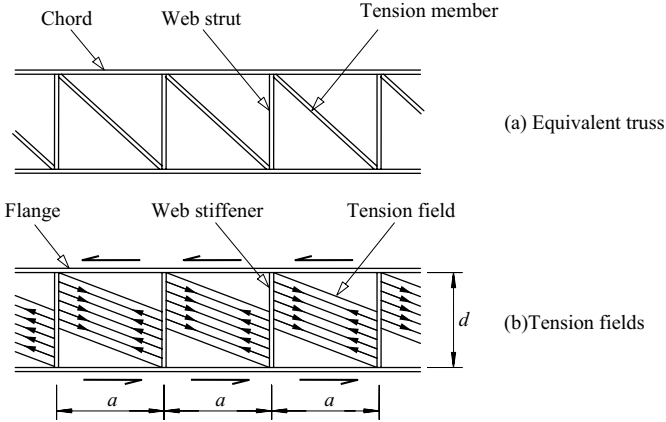 Chord
Web strut
Tension member
(a) Equivalent truss
Flange
Web stiffener
Tension field
d
(b)Tension fields
a
a
a